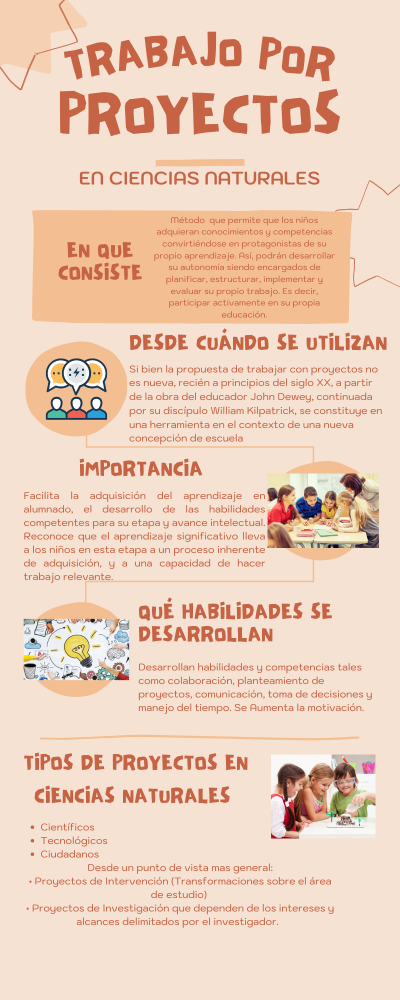 TRABAJO POR
PROYECTOS
EN CIENCIAS NATURALES
EN QUE
CONSISTE
Método que permite que los niños
adquieran conocimientos y competencias
convirtiéndose en protagonistas de su
propio aprendizaje. Así, podrán desarrollar
su autonomía siendo encargados de
planificar, estructurar, implementar y
evaluar su propio trabajo. Es decir,
participar activamente en su propia
educación.
DESDE CUÁNDO SE UTILIZAN
Si bien la propuesta de trabajar con proyectos no
es nueva, recién a principios del siglo XX, a partir
de la obra del educador John Dewey, continuada
por su discípulo William Kilpatrick, se constituye en
una herramienta en el contexto de una nueva
concepción de escuela
IMPORTANCIA
Facilita la adquisición del aprendizaje en
alumnado, el desarrollo de las habilidades
competentes para su etapa y avance intelectual.
Reconoce que el aprendizaje significativo lleva
a los niños en esta etapa a un proceso inherente
de adquisición, y a una capacidad de hacer
trabajo relevante.
QUÉ HABILIDADES SE
DESARROLLAN
Sketch
SHAPE
Desarrollan habilidades y competencias tales
como colaboración, planteamiento de
proyectos, comunicación, toma de decisiones y
manejo del tiempo. Se Aumenta la motivación.
TIPOS DE PROYECTOS EN
CIENCIAS NATURALES
• Científicos
• Tecnológicos
• Ciudadanos
Desde un punto de vista mas general:
• Proyectos de Intervención (Transformaciones sobre el área
de estudio)
• Proyectos de Investigación que dependen de los intereses y
alcances delimitados por el investigador.